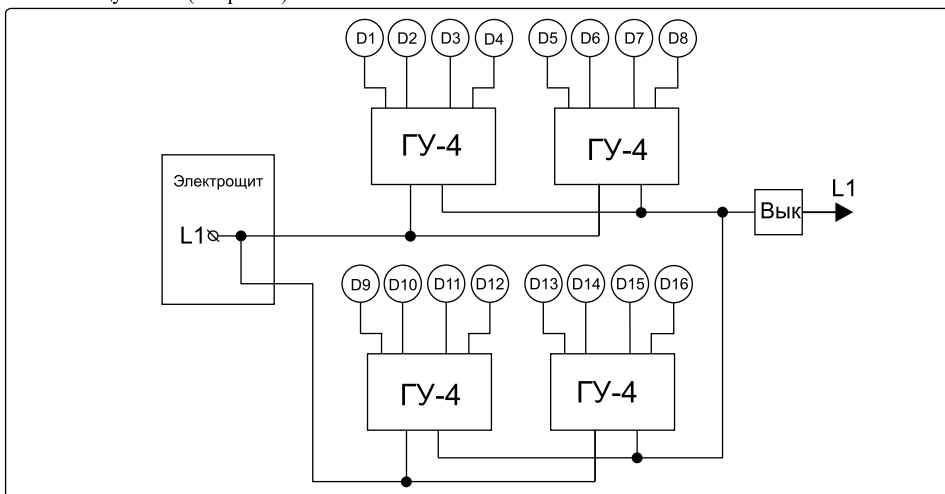 D1 D2 D3 D4 D5 D6 D7 D8
ГУ-4 ГУ-4
Электрощит
L1
Вык
L1
D9 D10 D11 D12 D13 D14 D15 D16
ГУ-4 ГУ-4